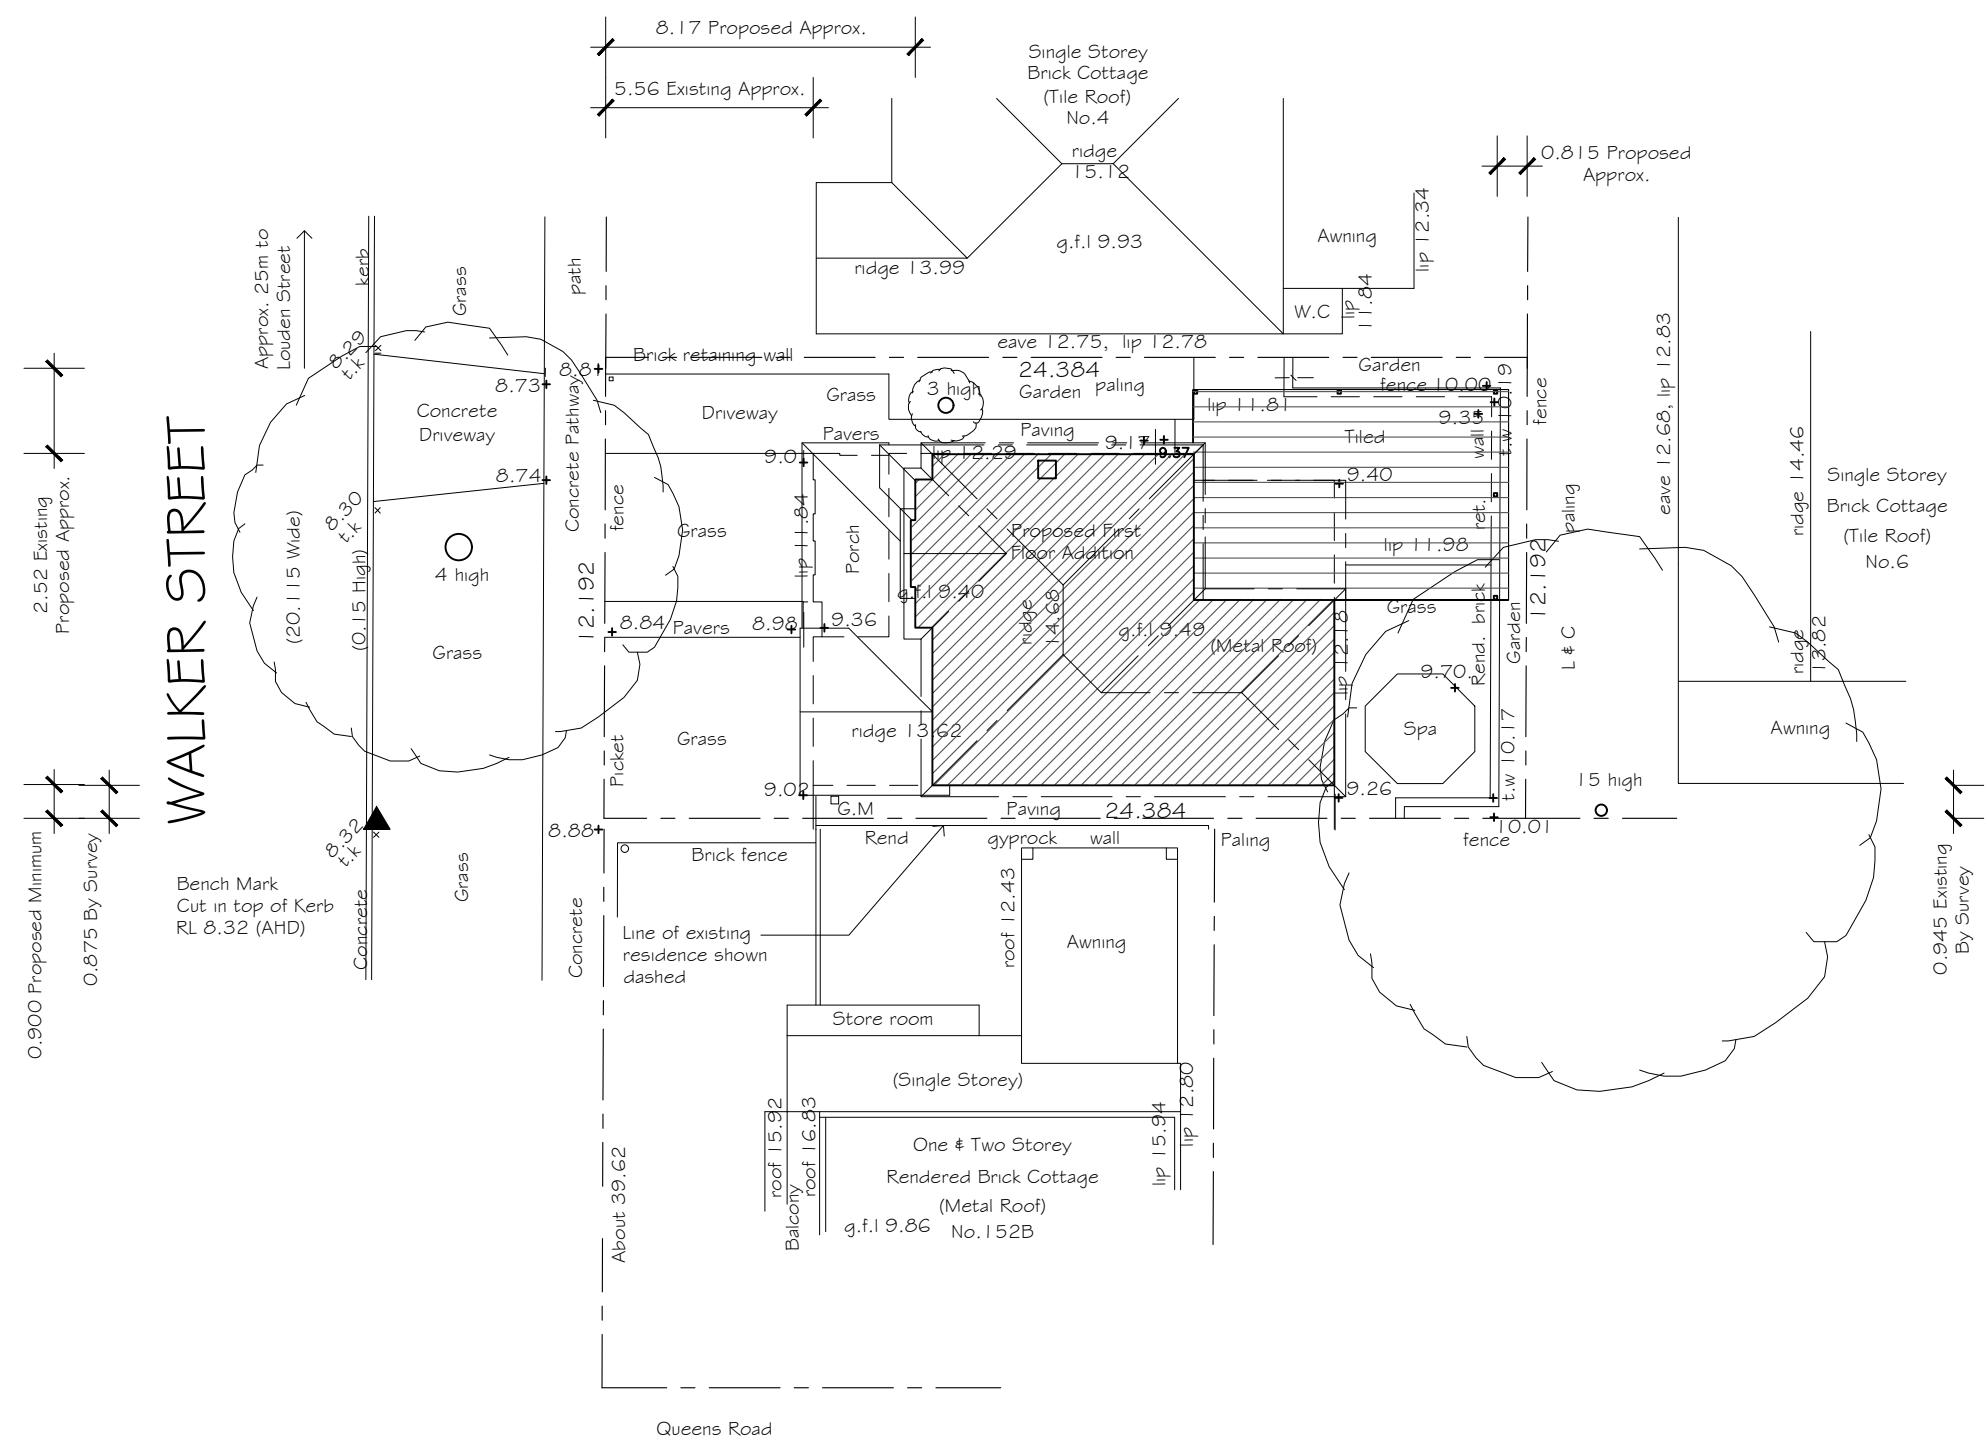 8.17 Proposed Approx.
5.56 Existing Approx.
Single Storey
Brick Cottage
(Tile Roof)
No.4
ridge
15.12
0.815 Proposed
Approx.
g.f.l 9.93
Awning
lip 12.34
ridge 13.99
W.C
lip
11.84
eave 12.75, lip 12.78
Approx. 25m to
Louden Street
kerb
Grass
path
8.29
t.k
8.73
8.8
Brick retaining wall
24.384
3 high
Garden
paling
Garden
fence 10.00
10.19
t.w
fence
Concrete
Driveway
Concrete Pathway
Driveway
Grass
Pavers
Paving
lip 11.81
Tiled
9.35
wall
9.17
9.37
lip 12.29
9.01
8.74
9.40
eave 12.68, lip 12.83
ridge 14.46
Single Storey
Brick Cottage
(Tile Roof)
No.6
WALKER STREET
2.52 Existing
Proposed Approx.
(20.115 Wide)
8.30
t.k
(0.15 High)
4 high
fence
Grass
lip 11.84
Porch
Proposed First
Floor Addition
lip 11.98
ret.
paling
12.192
12.192
g.f.l 9.40
ridge
14.68
g.f.l 9.49
(Metal Roof)
Grass
brick
Rend.
Garden
L & C
ridge
13.82
8.84
Pavers
8.98
9.36
Grass
lip 12.18
9.70
Spa
t.w 10.17
Awning
Picket
Grass
ridge 13.62
9.02
G.M
Paving
24.384
9.26
15 high
10.01
fence
8.32
t.k
8.88
Rend
gyprock
wall
Paling
Brick fence
0.900 Proposed Minimum
0.875 By Survey
Bench Mark
Cut in top of Kerb
RL 8.32 (AHD)
Concrete
Grass
Concrete
Line of existing
residence shown
dashed
roof 12.43
Awning
0.945 Existing
By Survey
Store room
(Single Storey)
roof 15.92
roof 16.83
lip 15.94
lip 12.80
One & Two Storey
Rendered Brick Cottage
(Metal Roof)
No.152B
g.f.l 9.86
Balcony
About 39.62
Queens Road